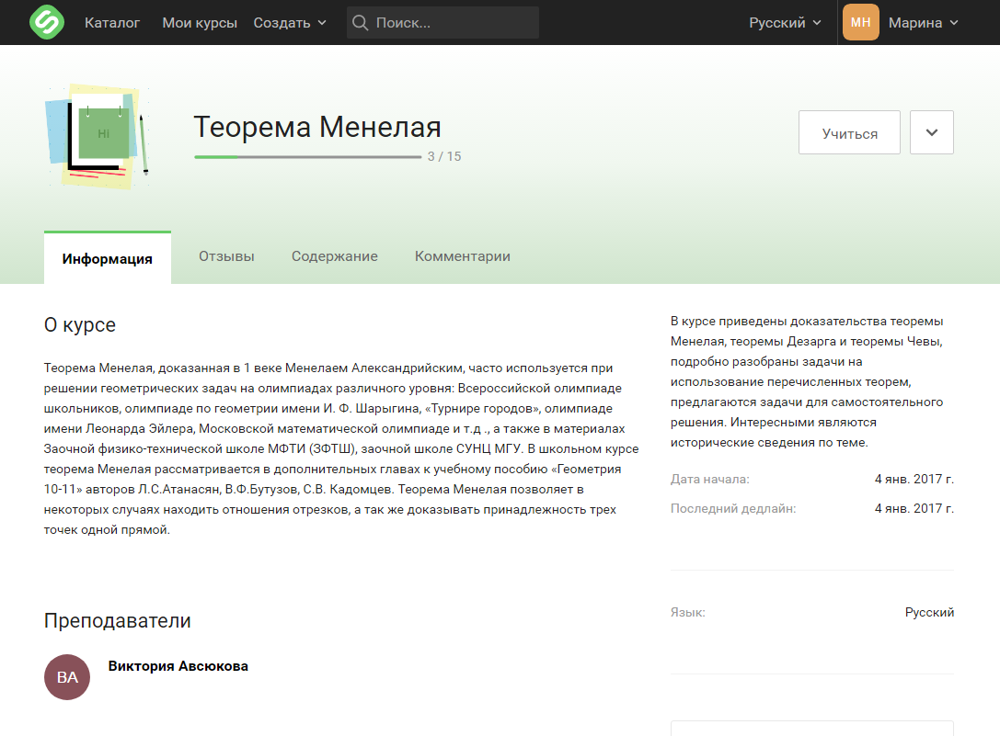 Каталог Мои курсы Создать Поиск... Русский МН Марина
Hi
Теорема Менелая
3 / 15
Учиться
Информация Отзывы Содержание Комментарии
О курсе
Теорема Менелая, доказанная в 1 веке Менелаем Александрийским, часто используется при
решении геометрических задач на олимпиадах различного уровня: Всероссийской олимпиаде
школьников, олимпиаде по геометрии имени И. Ф. Шарыгина, «Турнире городов», олимпиаде
имени Леонарда Эйлера, Московской математической олимпиаде и т.д ., а также в материалах
Заочной физико-технической школе МФТИ (ЗФТШ), заочной школе СУНЦ МГУ. В школьном курсе
теорема Менелая рассматривается в дополнительных главах к учебному пособию «Геометрия
10-11» авторов Л.С.Атанасян, В.Ф.Бутузов, С.В. Кадомцев. Теорема Менелая позволяет в
некоторых случаях находить отношения отрезков, а так же доказывать принадлежность трех
точек одной прямой.
Преподаватели
ВА Виктория Авсюкова
В курсе приведены доказательства теоремы
Менелая, теоремы Дезарга и теоремы Чевы,
подробно разобраны задачи на
использование перечисленных теорем,
предлагаются задачи для самостоятельного
решения. Интересными являются
исторические сведения по теме.
Дата начала: 4 янв. 2017 г.
Последний дедлайн: 4 янв. 2017 г.
Язык: Русский